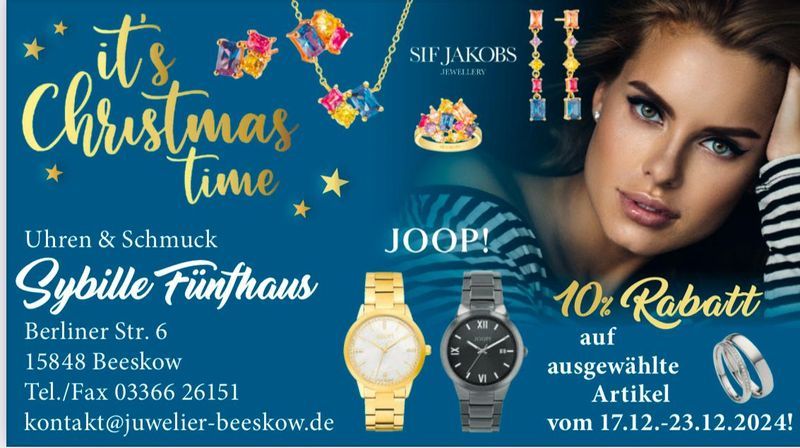 it's
Christmas
time
SIF JAKOBS
JEWELLERY
Uhren & Schmuck
Sybille Fünfhaus
Berliner Str. 6
15848 Beeskow
Tel./Fax 03366 26151
kontakt@juwelier-beeskow.de
JOOP!
JOOP!
10% Rabatt
auf
ausgewählte
Artikel
vom 17.12.-23.12.2024!